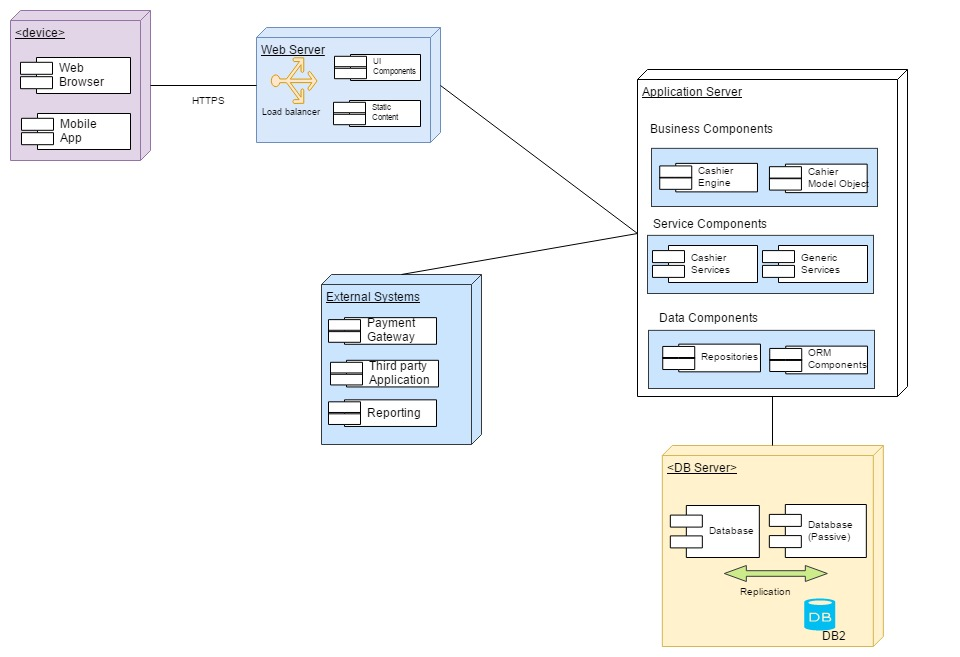 <device>
Web
Browser
Mobile
App
HTTPS
Web Server
Load balancer
UI
Components
Static
Content
Application Server
Business Components
Cashier
Engine
Cahier
Model Object
Service Components
Cashier
Services
Generic
Services
Data Components
Repositories
ORM
Components
External Systems
Payment
Gateway
Third party
Application
Reporting
<DB Server>
Database
Database
(Passive)
Replication
DB
DB2